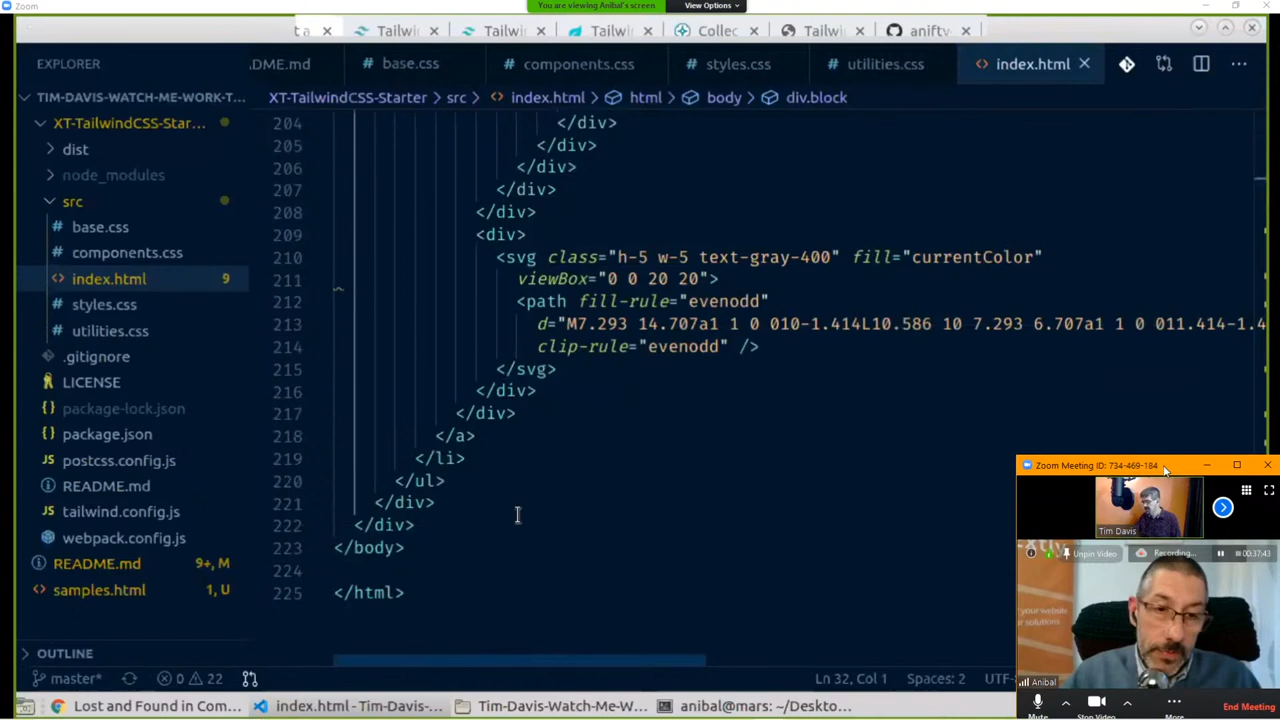 Zoom
You are viewing Anibal's screen
View Options
t a
Tailwin
Tailwin
Tailwi
Collec
Tailwi
aniftv
EXPLORER
DME.md
base.css
components.css
styles.css
utilities.css
index.html
TIM-DAVIS-WATCH-ME-WORK-T...
XT-TailwindCSS-Starter
src
index.html
html
body
div.block
XT-TailwindCSS-Star...
dist
node_modules
src
base.css
components.css
index.html 9
styles.css
utilities.css
.gitignore
LICENSE
package-lock.json
package.json
postcss.config.js
README.md
tailwind.config.js
webpack.config.js
README.md 9+, M
samples.html 1, U
OUTLINE
204 </div>
205 </div>
206 </div>
207 </div>
208 </div>
209 <div>
210 <svg class="h-5 w-5 text-gray-400" fill="currentColor"
211 viewBox="0 0 20 20">
212 <path fill-rule="evenodd"
213 d="M7.293 14.707a1 1 0 010-1.414L10.586 10 7.293 6.707a1 1 0 011.414-1.4
214 clip-rule="evenodd" />
215 </svg>
216 </div>
217 </div>
218 </a>
219 </li>
220 </ul>
221 </div>
222 </div>
223 </body>
224
225 </html>
Zoom Meeting ID: 734-469-184
Tim Davis
Unpin Video
Recording...
00:37:43
your website
ur solutions.
Anibal
Mute
Stop Video
More
End Meeting
master*
0
22
Ln 32, Col 1
Spaces: 2
UTF-
Lost and Found in Com...
index.html - Tim-Davis-...
Tim-Davis-Watch-Me-W...
anibal@mars: ~/Deskto...